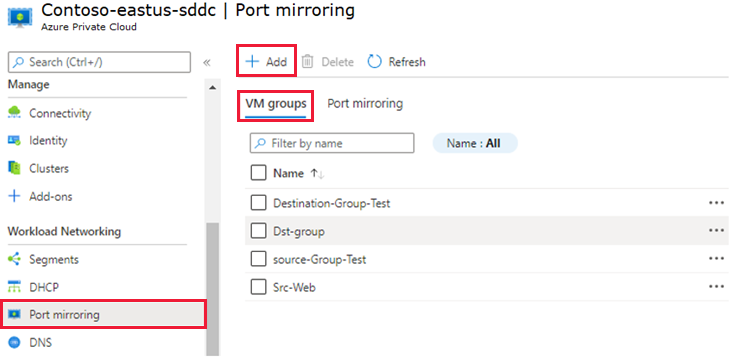 Contoso-eastus-sddc | Port mirroring
Azure Private Cloud
Search (Ctrl+/)
«
Manage
Connectivity
Identity
Clusters
Add-ons
Workload Networking
Segments
DHCP
Port mirroring
DNS
Add
Delete
Refresh
VM groups
Port mirroring
Filter by name
Name : All
Name ↑↓
Destination-Group-Test
Dst-group
source-Group-Test
Src-Web